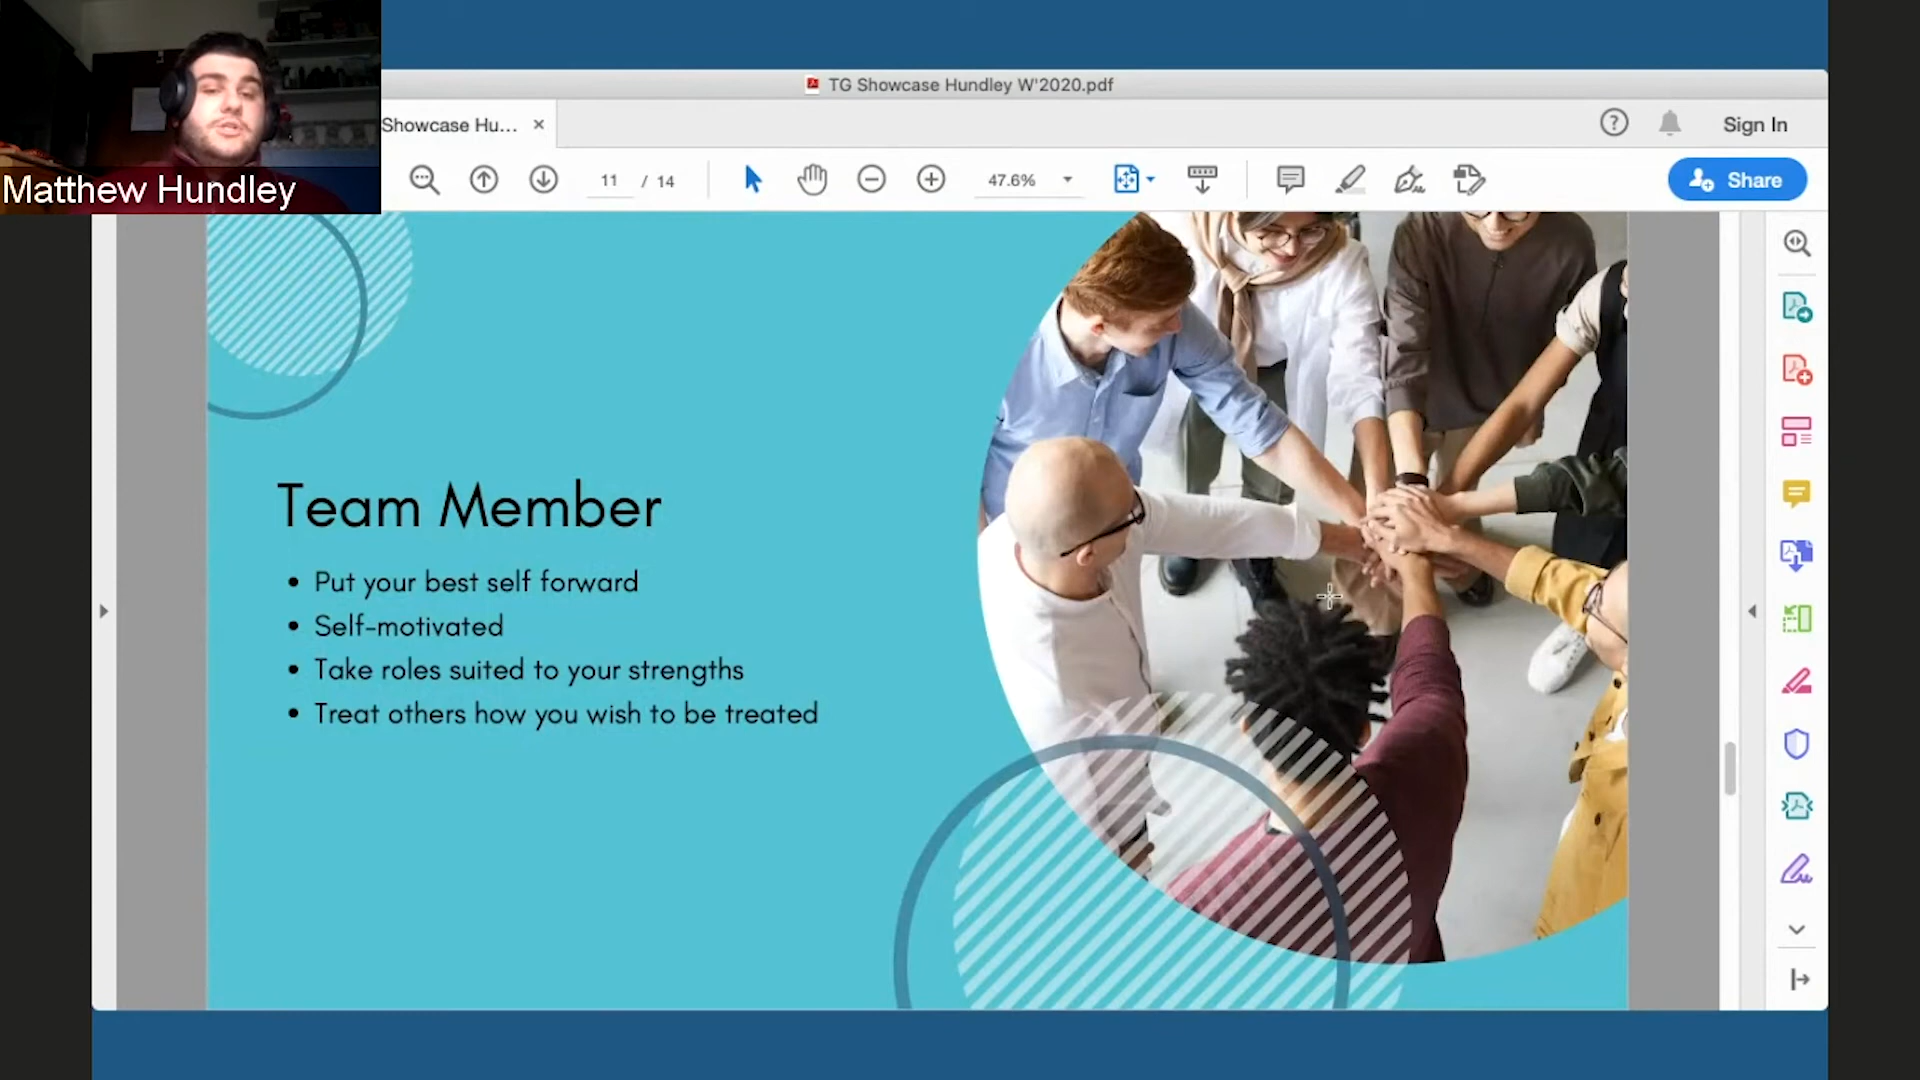 TG Showcase Hundley W'2020.pdf
Showcase Hu...
Sign In
Matthew Hundley
11 / 14
47.6%
Share
Team Member
• Put your best self forward
• Self-motivated
• Take roles suited to your strengths
• Treat others how you wish to be treated